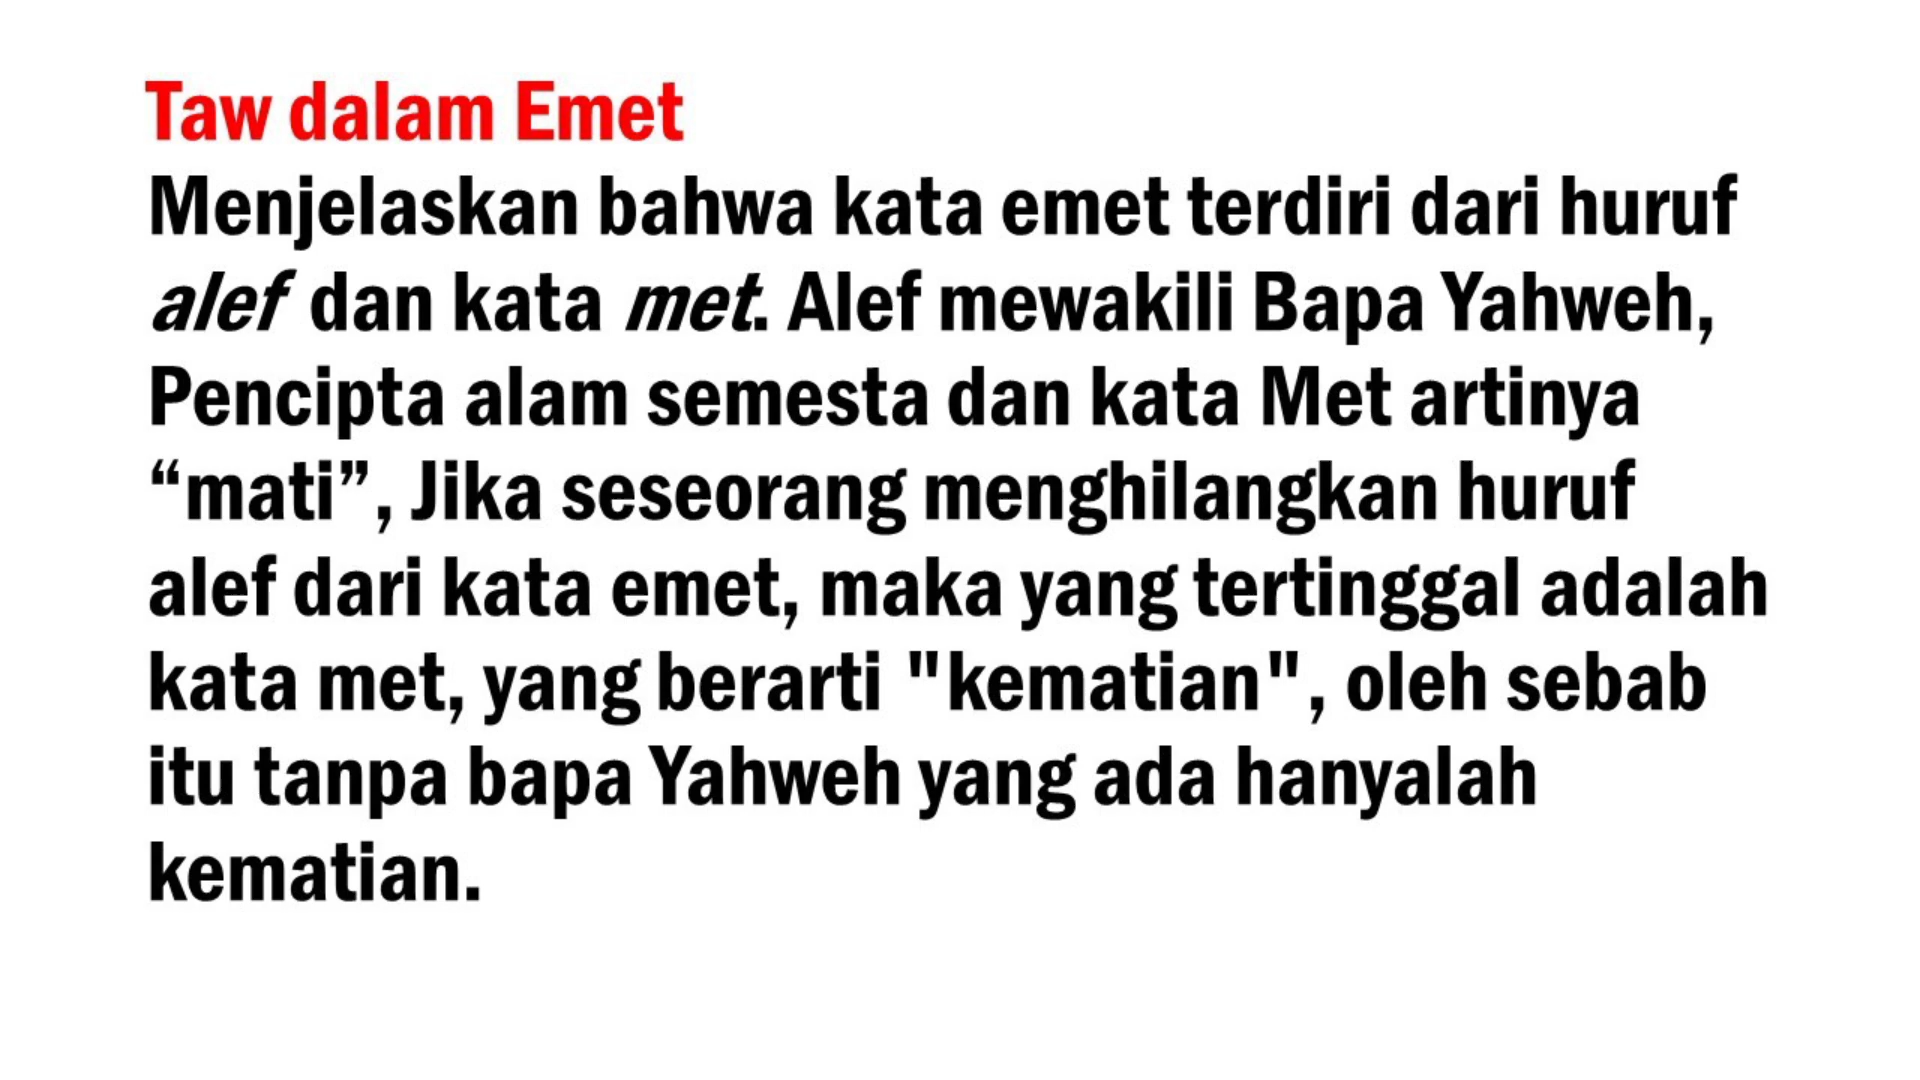 Taw dalam Emet
Menjelaskan bahwa kata emet terdiri dari huruf
alef dan kata met. Alef mewakili Bapa Yahweh,
Pencipta alam semesta dan kata Met artinya
“mati”, Jika seseorang menghilangkan huruf
alef dari kata emet, maka yang tertinggal adalah
kata met, yang berarti "kematian", oleh sebab
itu tanpa bapa Yahweh yang ada hanyalah
kematian.